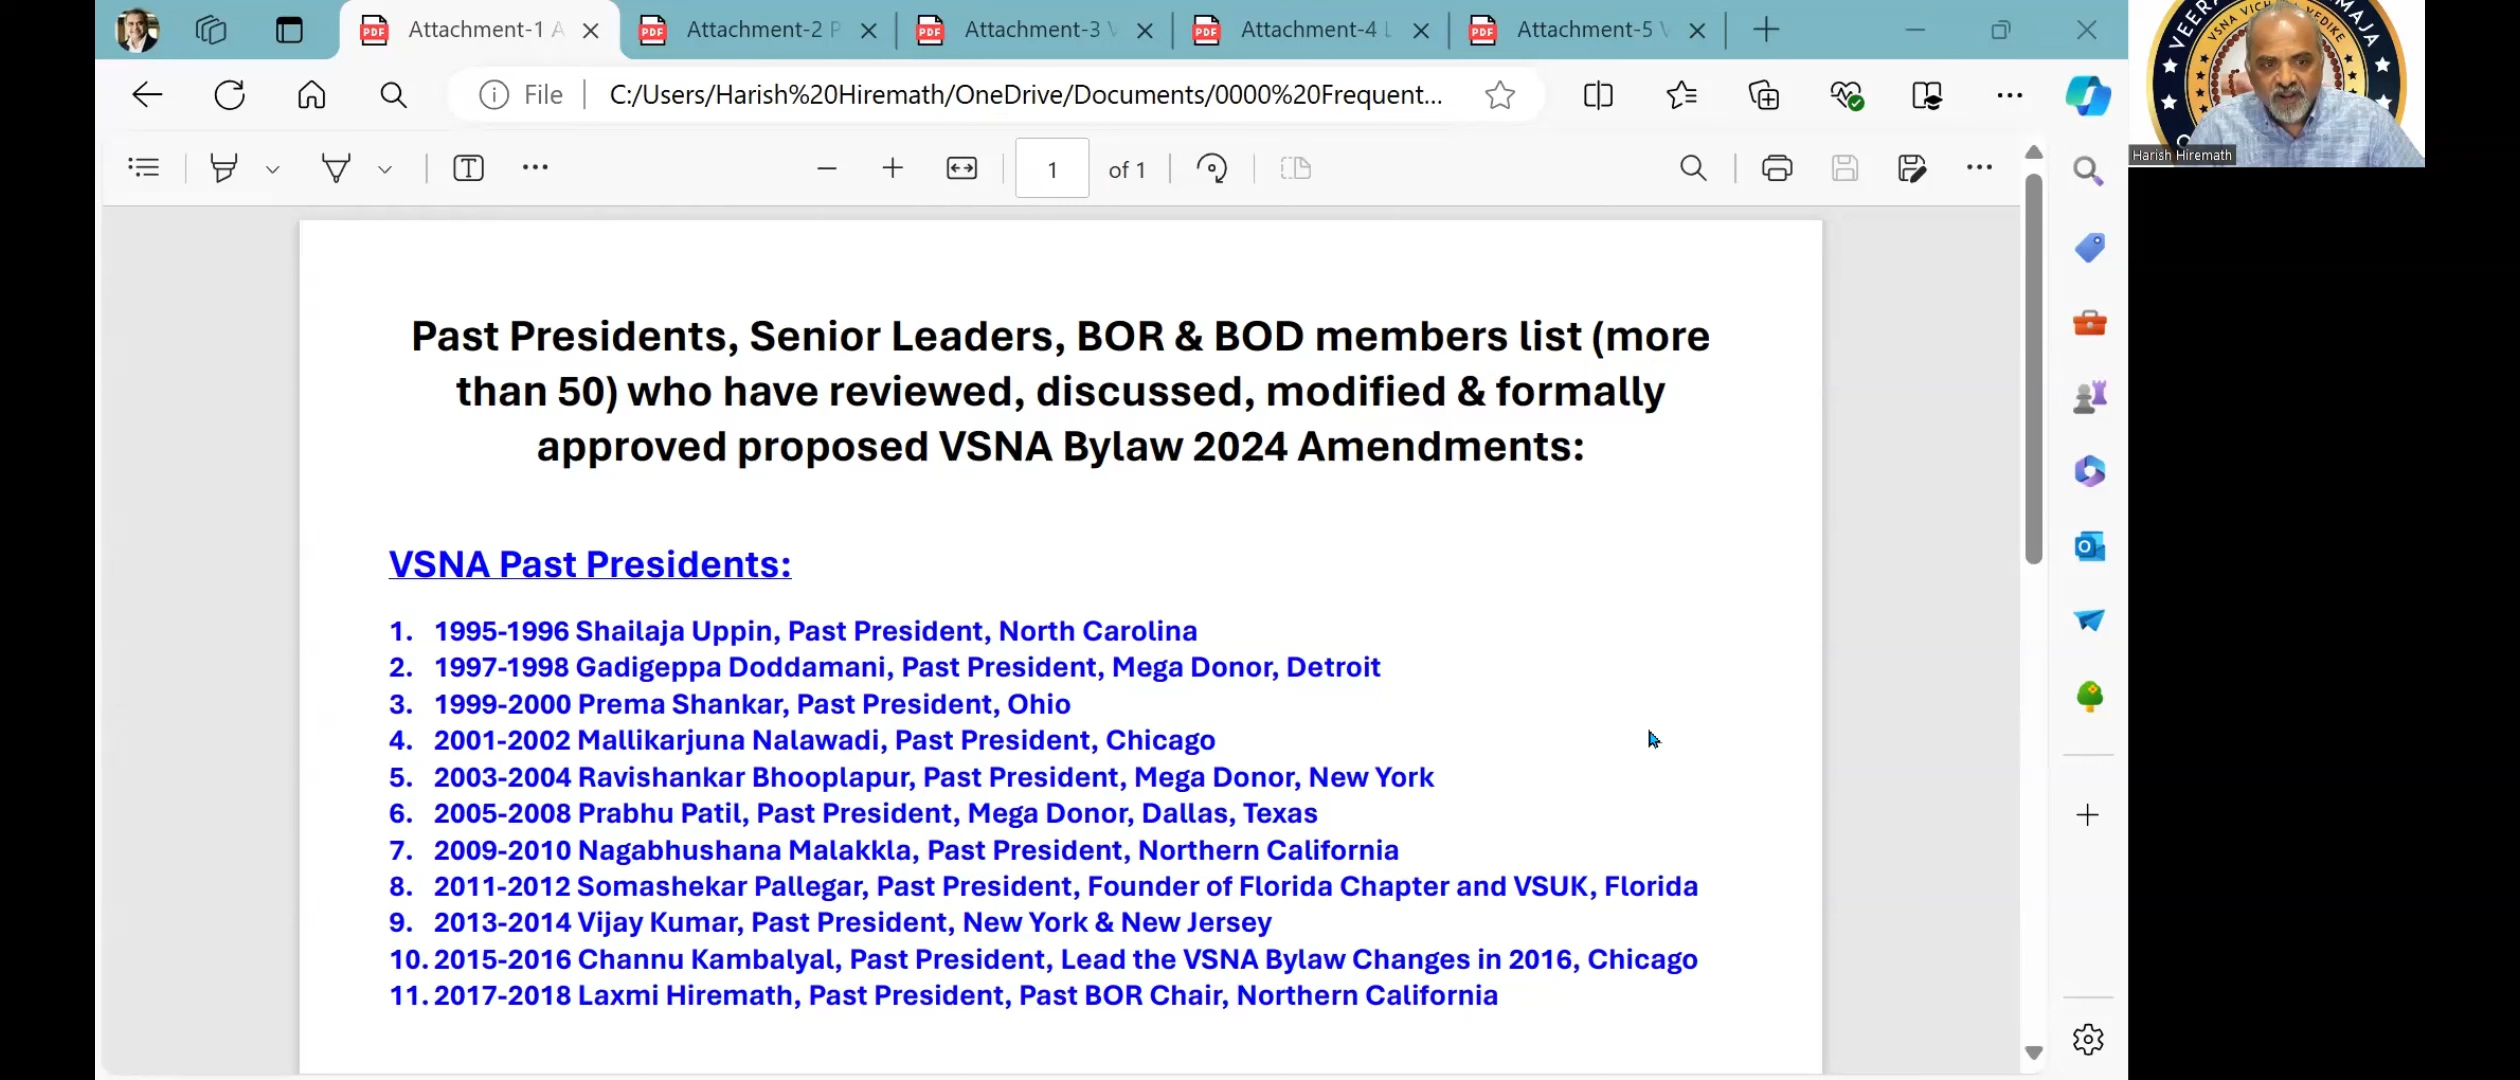 Attachment-1 A
Attachment-2 P
Attachment-3 V
Attachment-4 L
Attachment-5 V
File
C:/Users/Harish%20Hiremath/OneDrive/Documents/0000%20Frequent...
1 of 1
VSNA VICH
VEDIKE
Harish Hiremath
Past Presidents, Senior Leaders, BOR & BOD members list (more
than 50) who have reviewed, discussed, modified & formally
approved proposed VSNA Bylaw 2024 Amendments:
VSNA Past Presidents:
1. 1995-1996 Shailaja Uppin, Past President, North Carolina
2. 1997-1998 Gadigeppa Doddamani, Past President, Mega Donor, Detroit
3. 1999-2000 Prema Shankar, Past President, Ohio
4. 2001-2002 Mallikarjuna Nalawadi, Past President, Chicago
5. 2003-2004 Ravishankar Bhooplapur, Past President, Mega Donor, New York
6. 2005-2008 Prabhu Patil, Past President, Mega Donor, Dallas, Texas
7. 2009-2010 Nagabhushana Malakkla, Past President, Northern California
8. 2011-2012 Somashekar Pallegar, Past President, Founder of Florida Chapter and VSUK, Florida
9. 2013-2014 Vijay Kumar, Past President, New York & New Jersey
10. 2015-2016 Channu Kambalyal, Past President, Lead the VSNA Bylaw Changes in 2016, Chicago
11. 2017-2018 Laxmi Hiremath, Past President, Past BOR Chair, Northern California